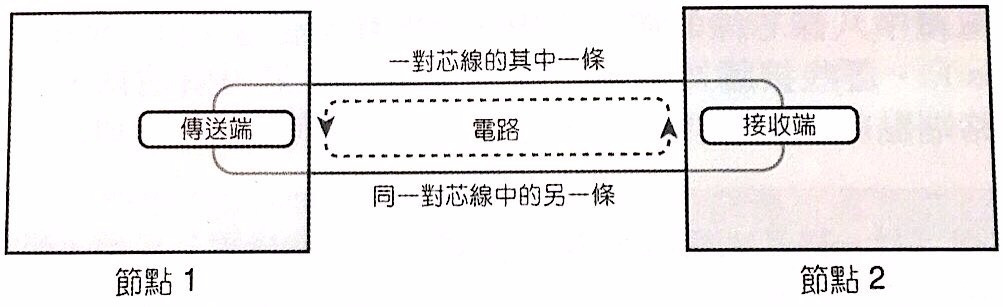 一對芯線的其中一條
傳送端
電路
接收端
同一對芯線中的另一條
節點 1
節點 2